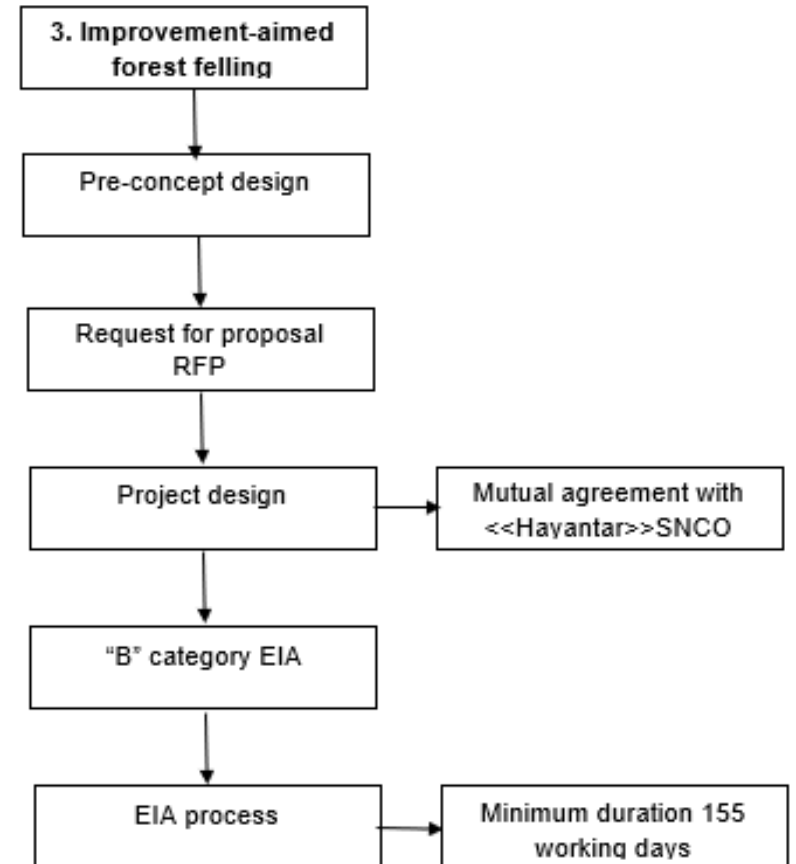 3. Improvement-aimed
forest felling
Pre-concept design
Request for proposal
RFP
Project design
Mutual agreement with
<<Hayantar>>SNCO
“B” category EIA
EIA process
Minimum duration 155
working days